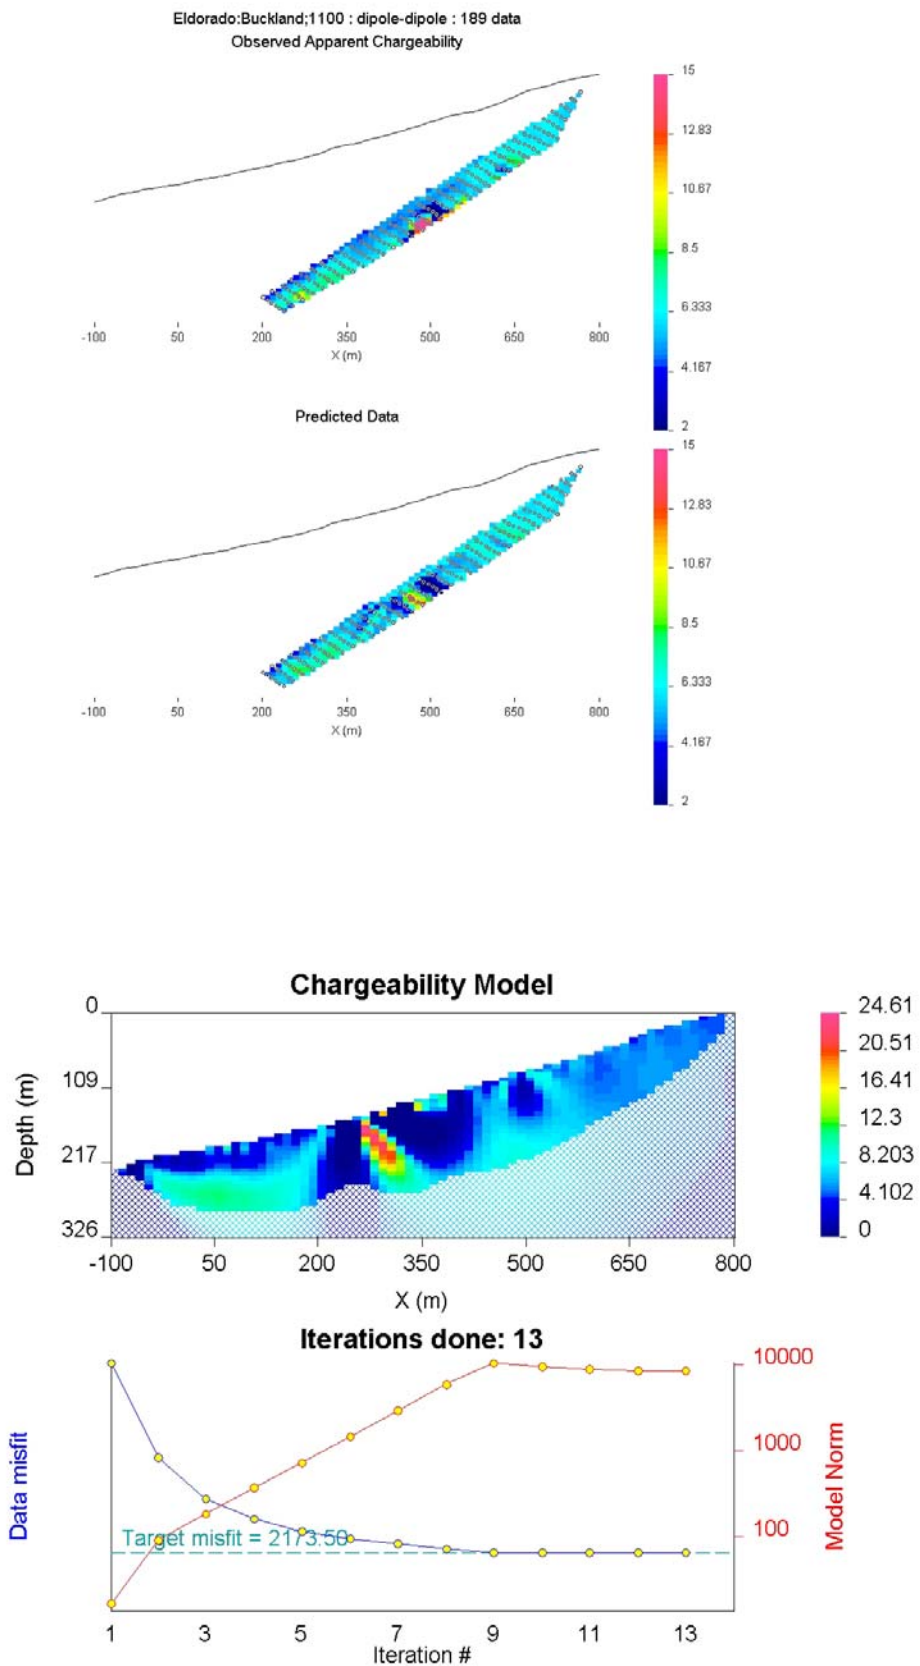 Eldorado:Buckland;1100 : dipole-dipole : 189 data
Observed Apparent Chargeability
15
12.83
10.67
8.5
6.333
4.167
2
-100 50 200 350 500 650 800
X (m)
Predicted Data
15
12.83
10.67
8.5
6.333
4.167
2
-100 50 200 350 500 650 800
X (m)
Chargeability Model
0
109
217
326
Depth (m)
24.61
20.51
16.41
12.3
8.203
4.102
0
-100 50 200 350 500 650 800
X (m)
Iterations done: 13
Data misfit
Target misfit = 2173.50
10000
1000
100
Model Norm
1 3 5 7 9 11 13
Iteration #